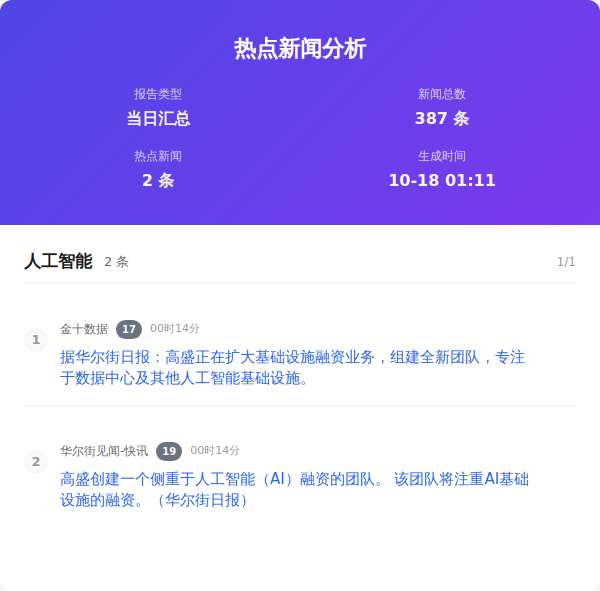 热点新闻分析
报告类型
当日汇总
新闻总数
387 条
热点新闻
2 条
生成时间
10-18 01:11
人工智能 2 条 1/1
1
金十数据 17 00时14分
据华尔街日报：高盛正在扩大基础设施融资业务，组建全新团队，专注
于数据中心及其他人工智能基础设施。
2
华尔街见闻-快讯 19 00时14分
高盛创建一个侧重于人工智能（AI）融资的团队。 该团队将注重AI基础
设施的融资。（华尔街日报）